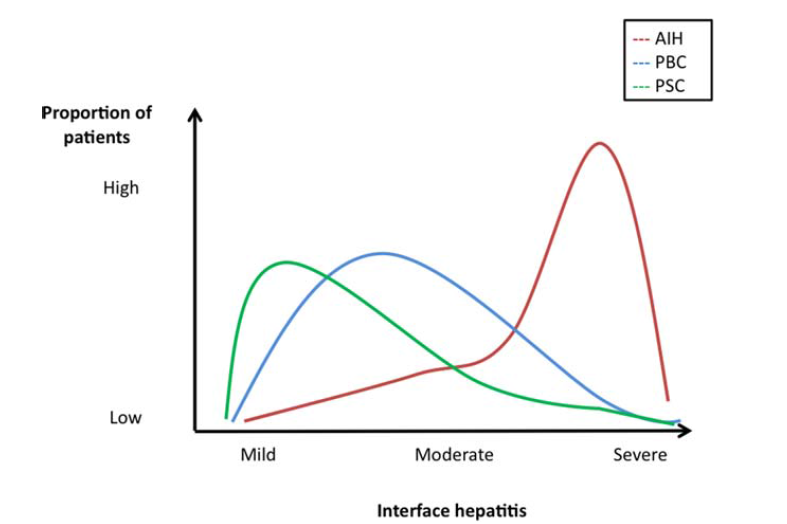 --- AIH
--- PBC
--- PSC
Proportion of
patients
High
Low
Mild Moderate Severe
Interface hepatitis